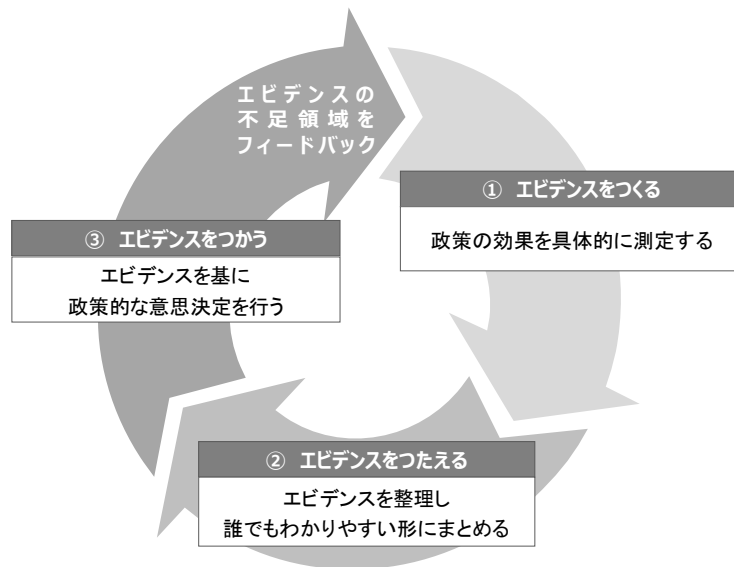 エビデンスの
不足領域を
フィードバック
① エビデンスをつくる
政策の効果を具体的に測定する
② エビデンスをつたえる
エビデンスを整理し
誰でもわかりやすい形にまとめる
③ エビデンスをつかう
エビデンスを基に
政策的な意思決定を行う